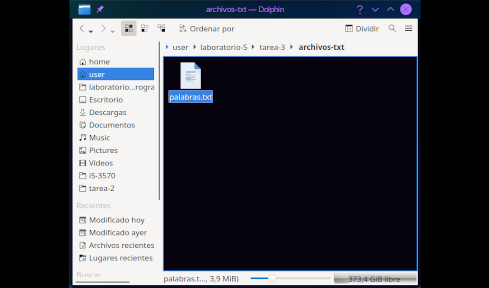 archivos-txt — Dolphin
Ordenar por
Dividir
Lugares
user laboratorio-5 tarea-3 archivos-txt
home
user
laboratorio...rogra
Escritorio
Descargas
Documentos
Music
Pictures
Vídeos
i5-3570
tarea-2
Recientes
Modificado hoy
Modificado ayer
Archivos recientes
Lugares recientes
Buscar
palabras.txt
palabras.t..., 3,9 MiB)
373,4 GiB libre